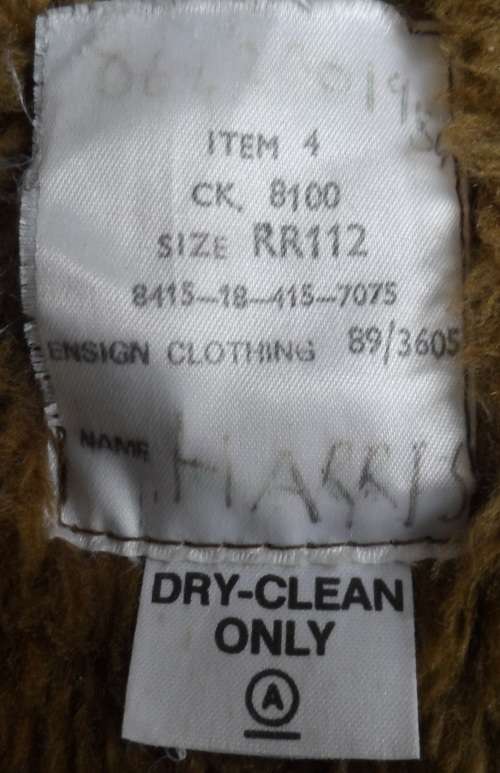 ITEM 4
CK. 8100
SIZE RR112
8415-18-415-7075
ENSIGN CLOTHING 89/3605
NAME
HARRIS
DRY-CLEAN
ONLY
A